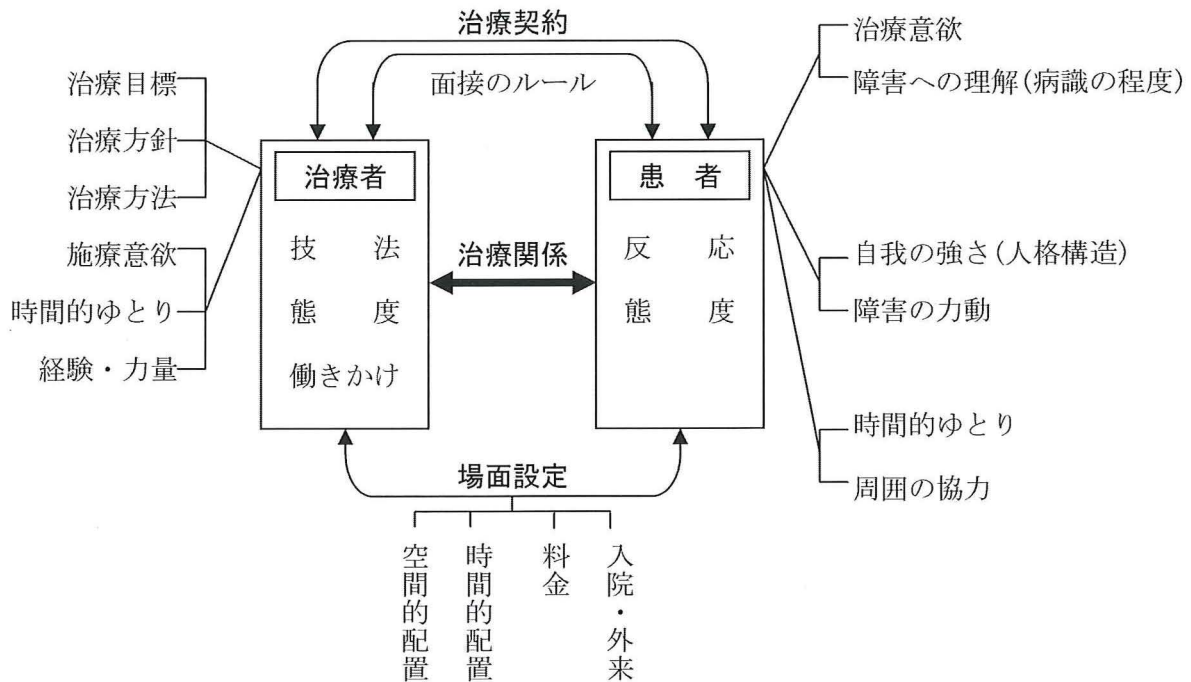 治療契約
面接のルール
治療目標
治療方針
治療方法
施療意欲
時間的ゆとり
経験・力量
治療者
技法
態度
働きかけ
治療関係
患者
反応
態度
治療意欲
障害への理解(病識の程度)
自我の強さ(人格構造)
障害の力動
時間的ゆとり
周囲の協力
場面設定
空間的配置
時間的配置
料金
入院・外来